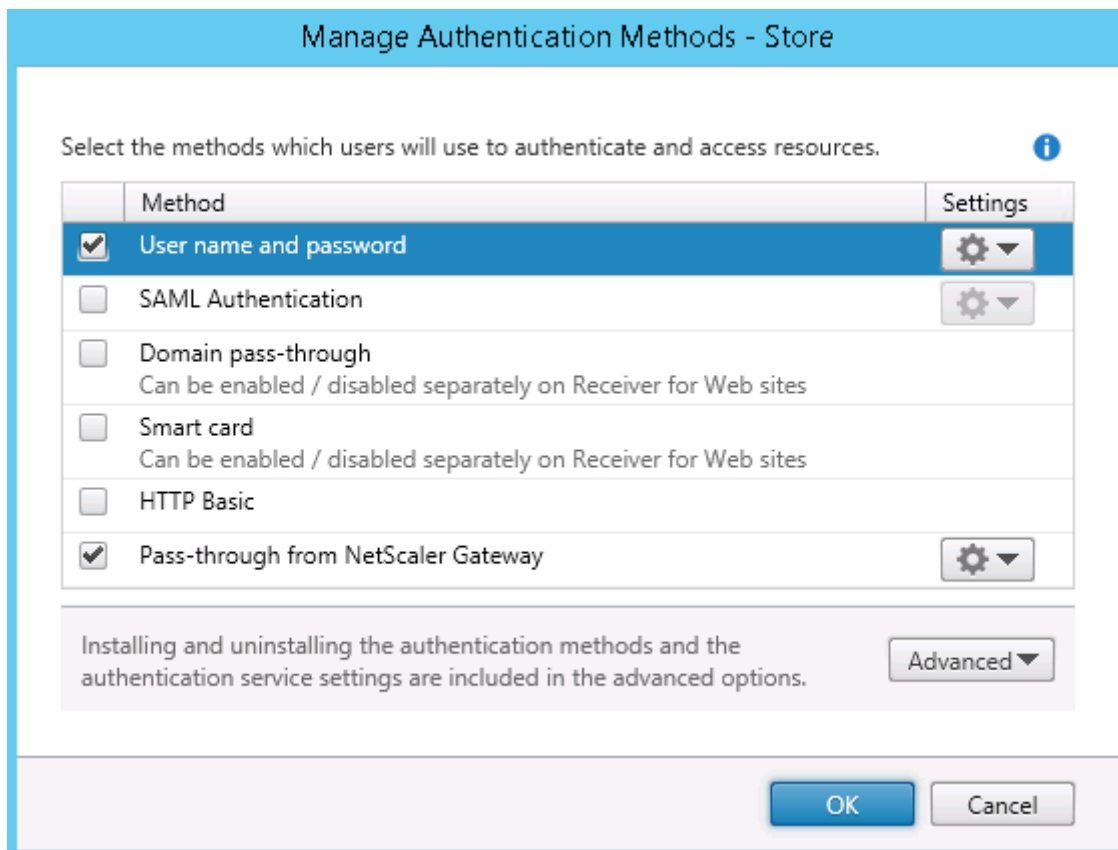 Manage Authentication Methods - Store
Select the methods which users will use to authenticate and access resources.
Method Settings
User name and password
SAML Authentication
Domain pass-through
Can be enabled / disabled separately on Receiver for Web sites
Smart card
Can be enabled / disabled separately on Receiver for Web sites
HTTP Basic
Pass-through from NetScaler Gateway
Installing and uninstalling the authentication methods and the
authentication service settings are included in the advanced options.
Advanced
OK Cancel